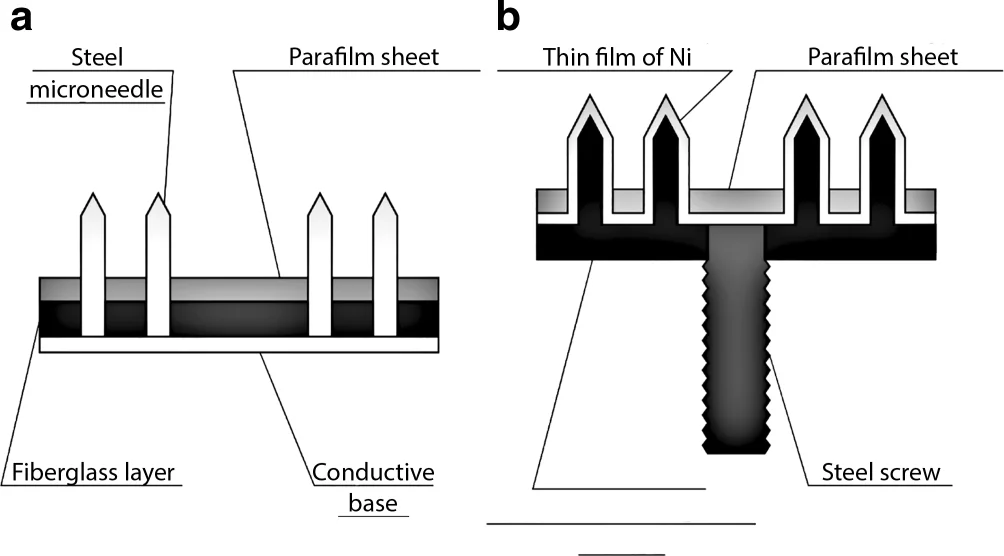 a
b
Steel
microneedle
Parafilm sheet
Thin film of Ni
Parafilm sheet
Fiberglass layer
Conductive
base
Steel screw